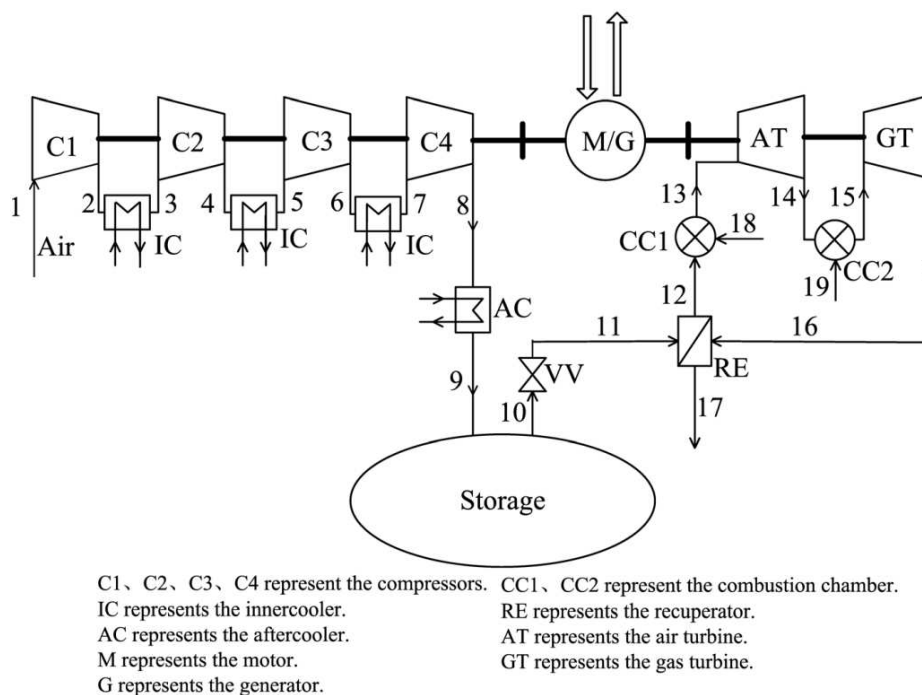 C1 C2 C3 C4 M/G AT GT
1 2 3 4 5 6 7 8 13 14 15
Air IC IC IC CC1 18 CC2
12 19
AC 11 16
9 VV RE
10 17
Storage
C1、C2、C3、C4 represent the compressors. CC1、CC2 represent the combustion chamber.
IC represents the innercooler. RE represents the recuperator.
AC represents the aftercooler. AT represents the air turbine.
M represents the motor. GT represents the gas turbine.
G represents the generator.